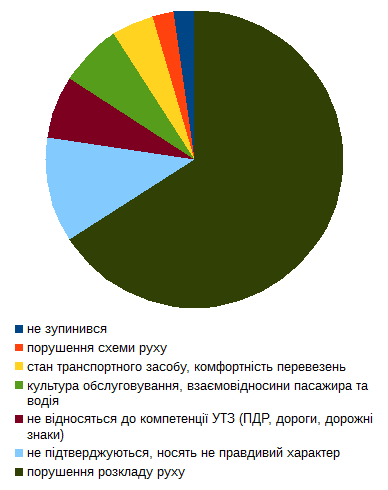 не зупинився
порушення схеми руху
стан транспортного засобу, комфортність перевезень
культура обслуговування, взаємовідносини пасажира та
водія
не відносяться до компетенції УТЗ (ПДР, дороги, дорожні
знаки)
не підтверджуються, носять не правдивий характер
порушення розкладу руху